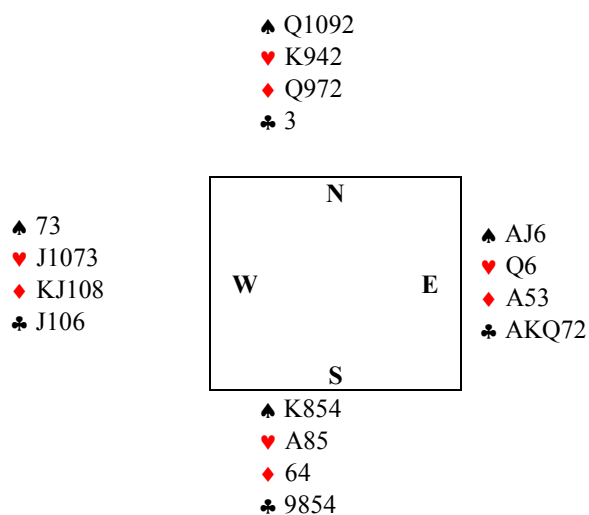 ♠ Q1092
♥ K942
♦ Q972
♣ 3
N
♠ 73
♥ J1073
♦ KJ108
♣ J106
W
E
♠ AJ6
♥ Q6
♦ A53
♣ AKQ72
S
♠ K854
♥ A85
♦ 64
♣ 9854